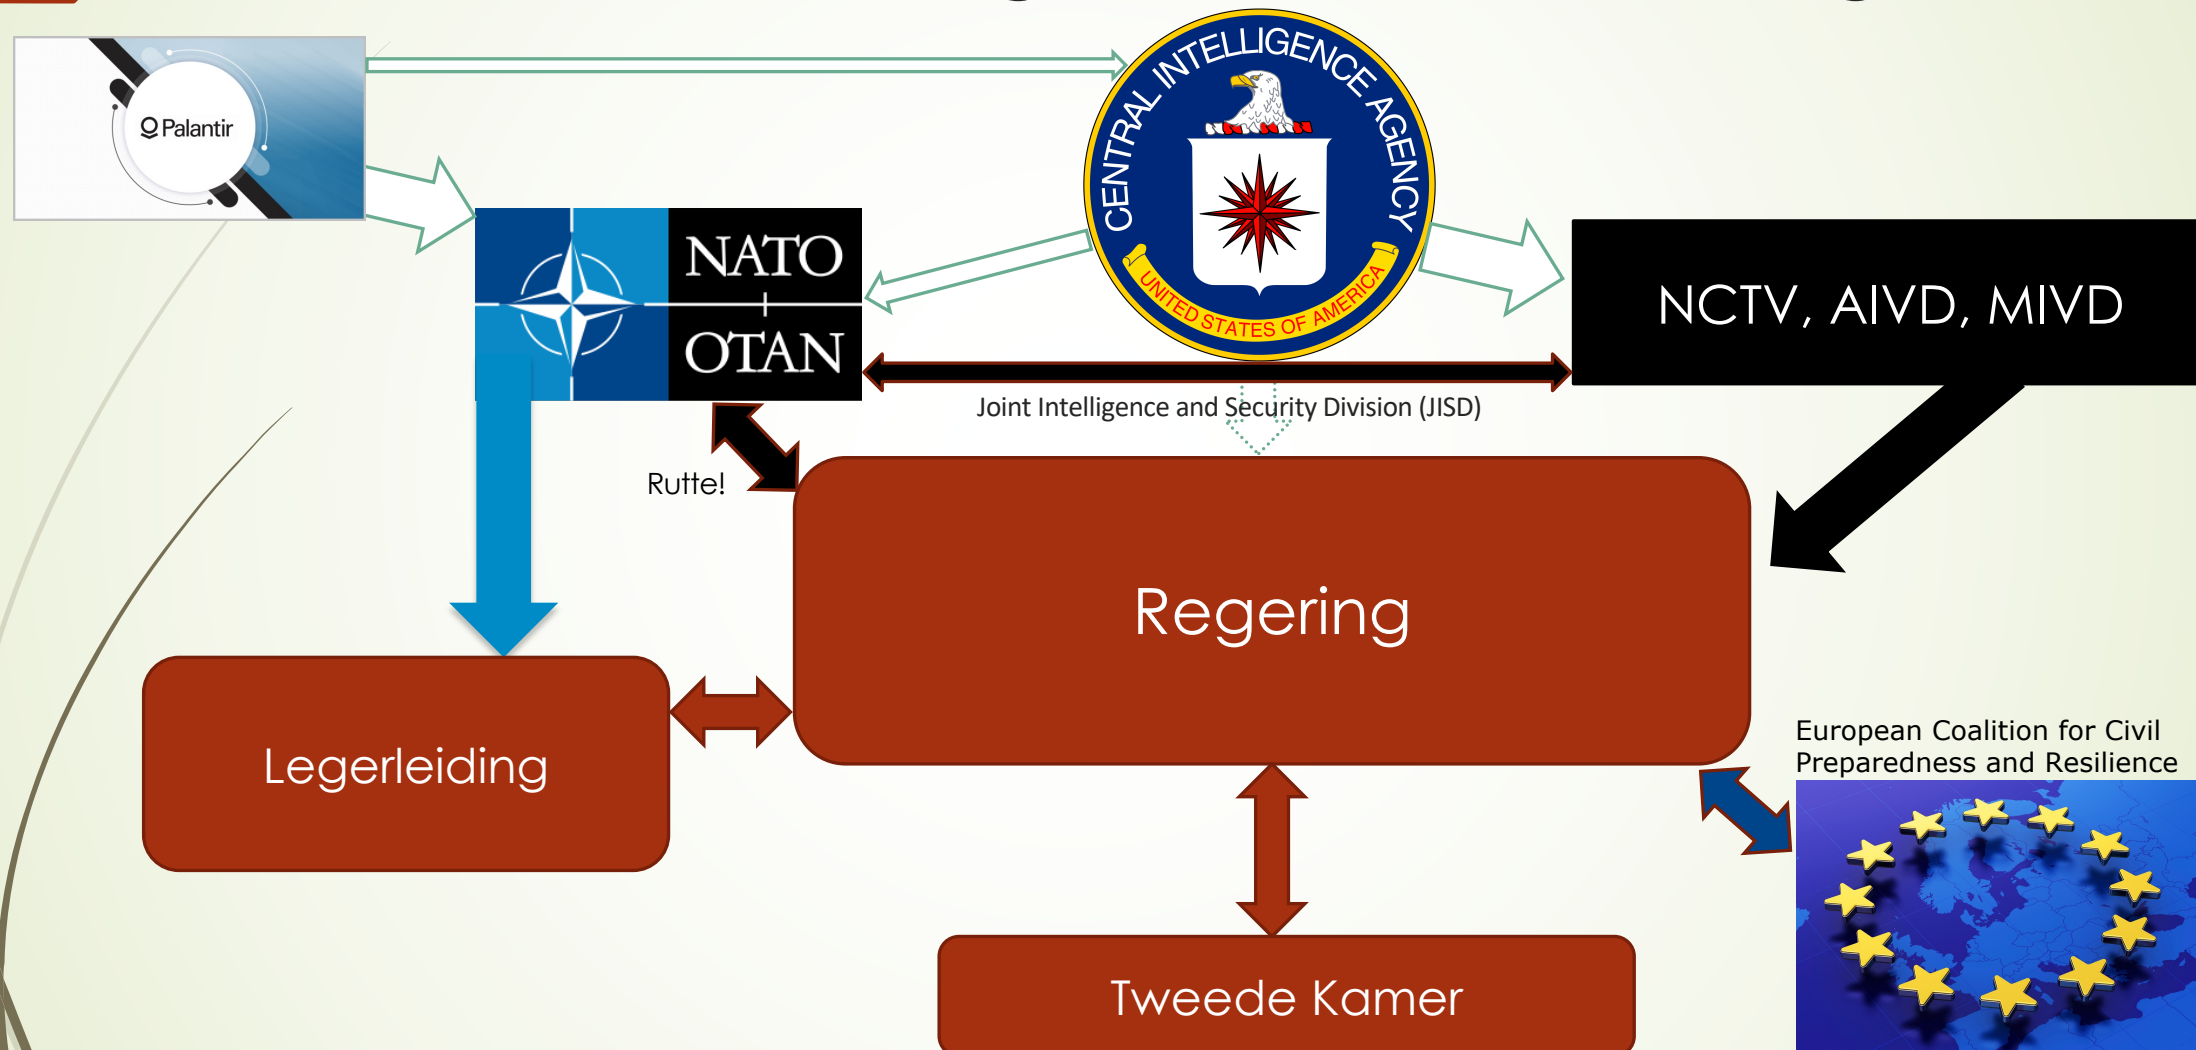 Palantir
CENTRAL INTELLIGENCE AGENCY
UNITED STATES OF AMERICA
NATO
OTAN
NCTV, AIVD, MIVD
Joint Intelligence and Security Division (JISD)
Rutte!
Regering
Legerleiding
European Coalition for Civil
Preparedness and Resilience
Tweede Kamer